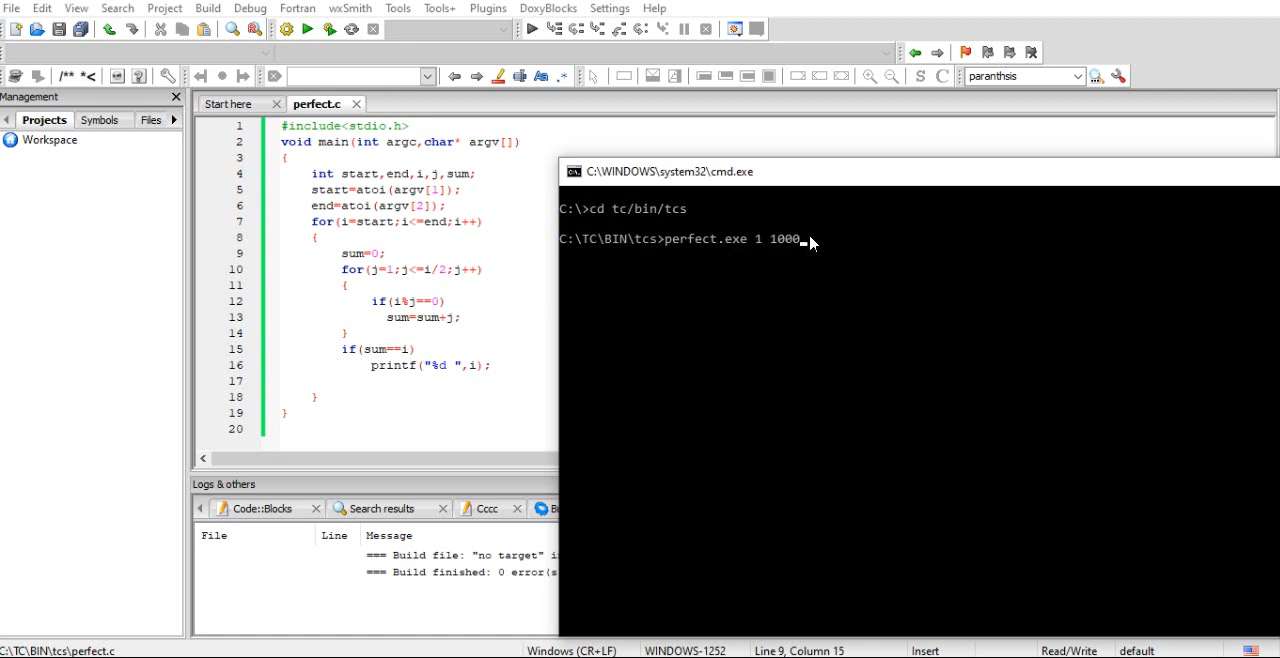 File Edit View Search Project Build Debug Fortran wxSmith Tools Tools+ Plugins DoxyBlocks Settings Help
/** *<
S C paranthsis
Management
Projects Symbols Files
Workspace
Start here perfect.c
1 #include<stdio.h>
2 void main(int argc,char* argv[])
3 {
4 int start,end,i,j,sum;
5 start=atoi(argv[1]);
6 end=atoi(argv[2]);
7 for(i=start;i<=end;i++)
8 {
9 sum=0;
10 for(j=1;j<=i/2;j++)
11 {
12 if(i%j==0)
13 sum=sum+j;
14 }
15 if(sum==i)
16 printf("%d ",i);
17
18 }
19 }
20
C:\WINDOWS\system32\cmd.exe
C:\>cd tc/bin/tcs
C:\TC\BIN\tcs>perfect.exe 1 1000
Logs & others
Code::Blocks Search results Cccc
File Line Message
=== Build file: "no target"
=== Build finished: 0 error(s
C:\TC\BIN\tcs\perfect.c Windows (CR+LF) WINDOWS-1252 Line 9, Column 15 Insert Read/Write default